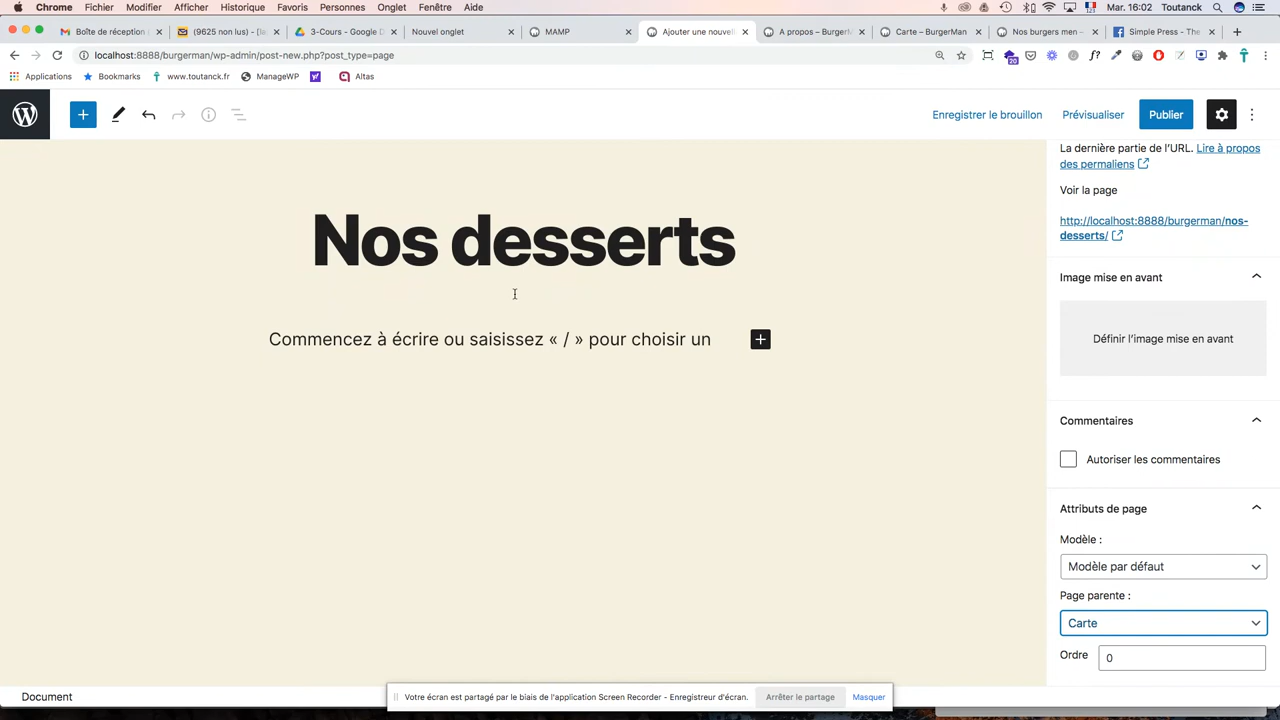 Chrome Fichier Modifier Afficher Historique Favoris Personnes Onglet Fenêtre Aide Mar. 16:02 Toutanck
Boîte de réception ( (9625 non lus) - [la 3-Cours - Google D Nouvel onglet MAMP Ajouter une nouvell A propos – BurgerM Carte – BurgerMan Nos burgers men – Simple Press - The
localhost:8888/burgerman/wp-admin/post-new.php?post_type=page
20
Applications Bookmarks www.toutanck.fr ManageWP Altas
Enregistrer le brouillon Prévisualiser Publier
La dernière partie de l’URL. Lire à propos
des permaliens
Voir la page
http://localhost:8888/burgerman/nos-
desserts/
Nos desserts
Image mise en avant
Définir l’image mise en avant
Commencez à écrire ou saisissez « / » pour choisir un
Commentaires
Autoriser les commentaires
Attributs de page
Modèle :
Modèle par défaut
Page parente :
Carte
Ordre 0
Document
Votre écran est partagé par le biais de l'application Screen Recorder - Enregistreur d'écran. Arrêter le partage Masquer